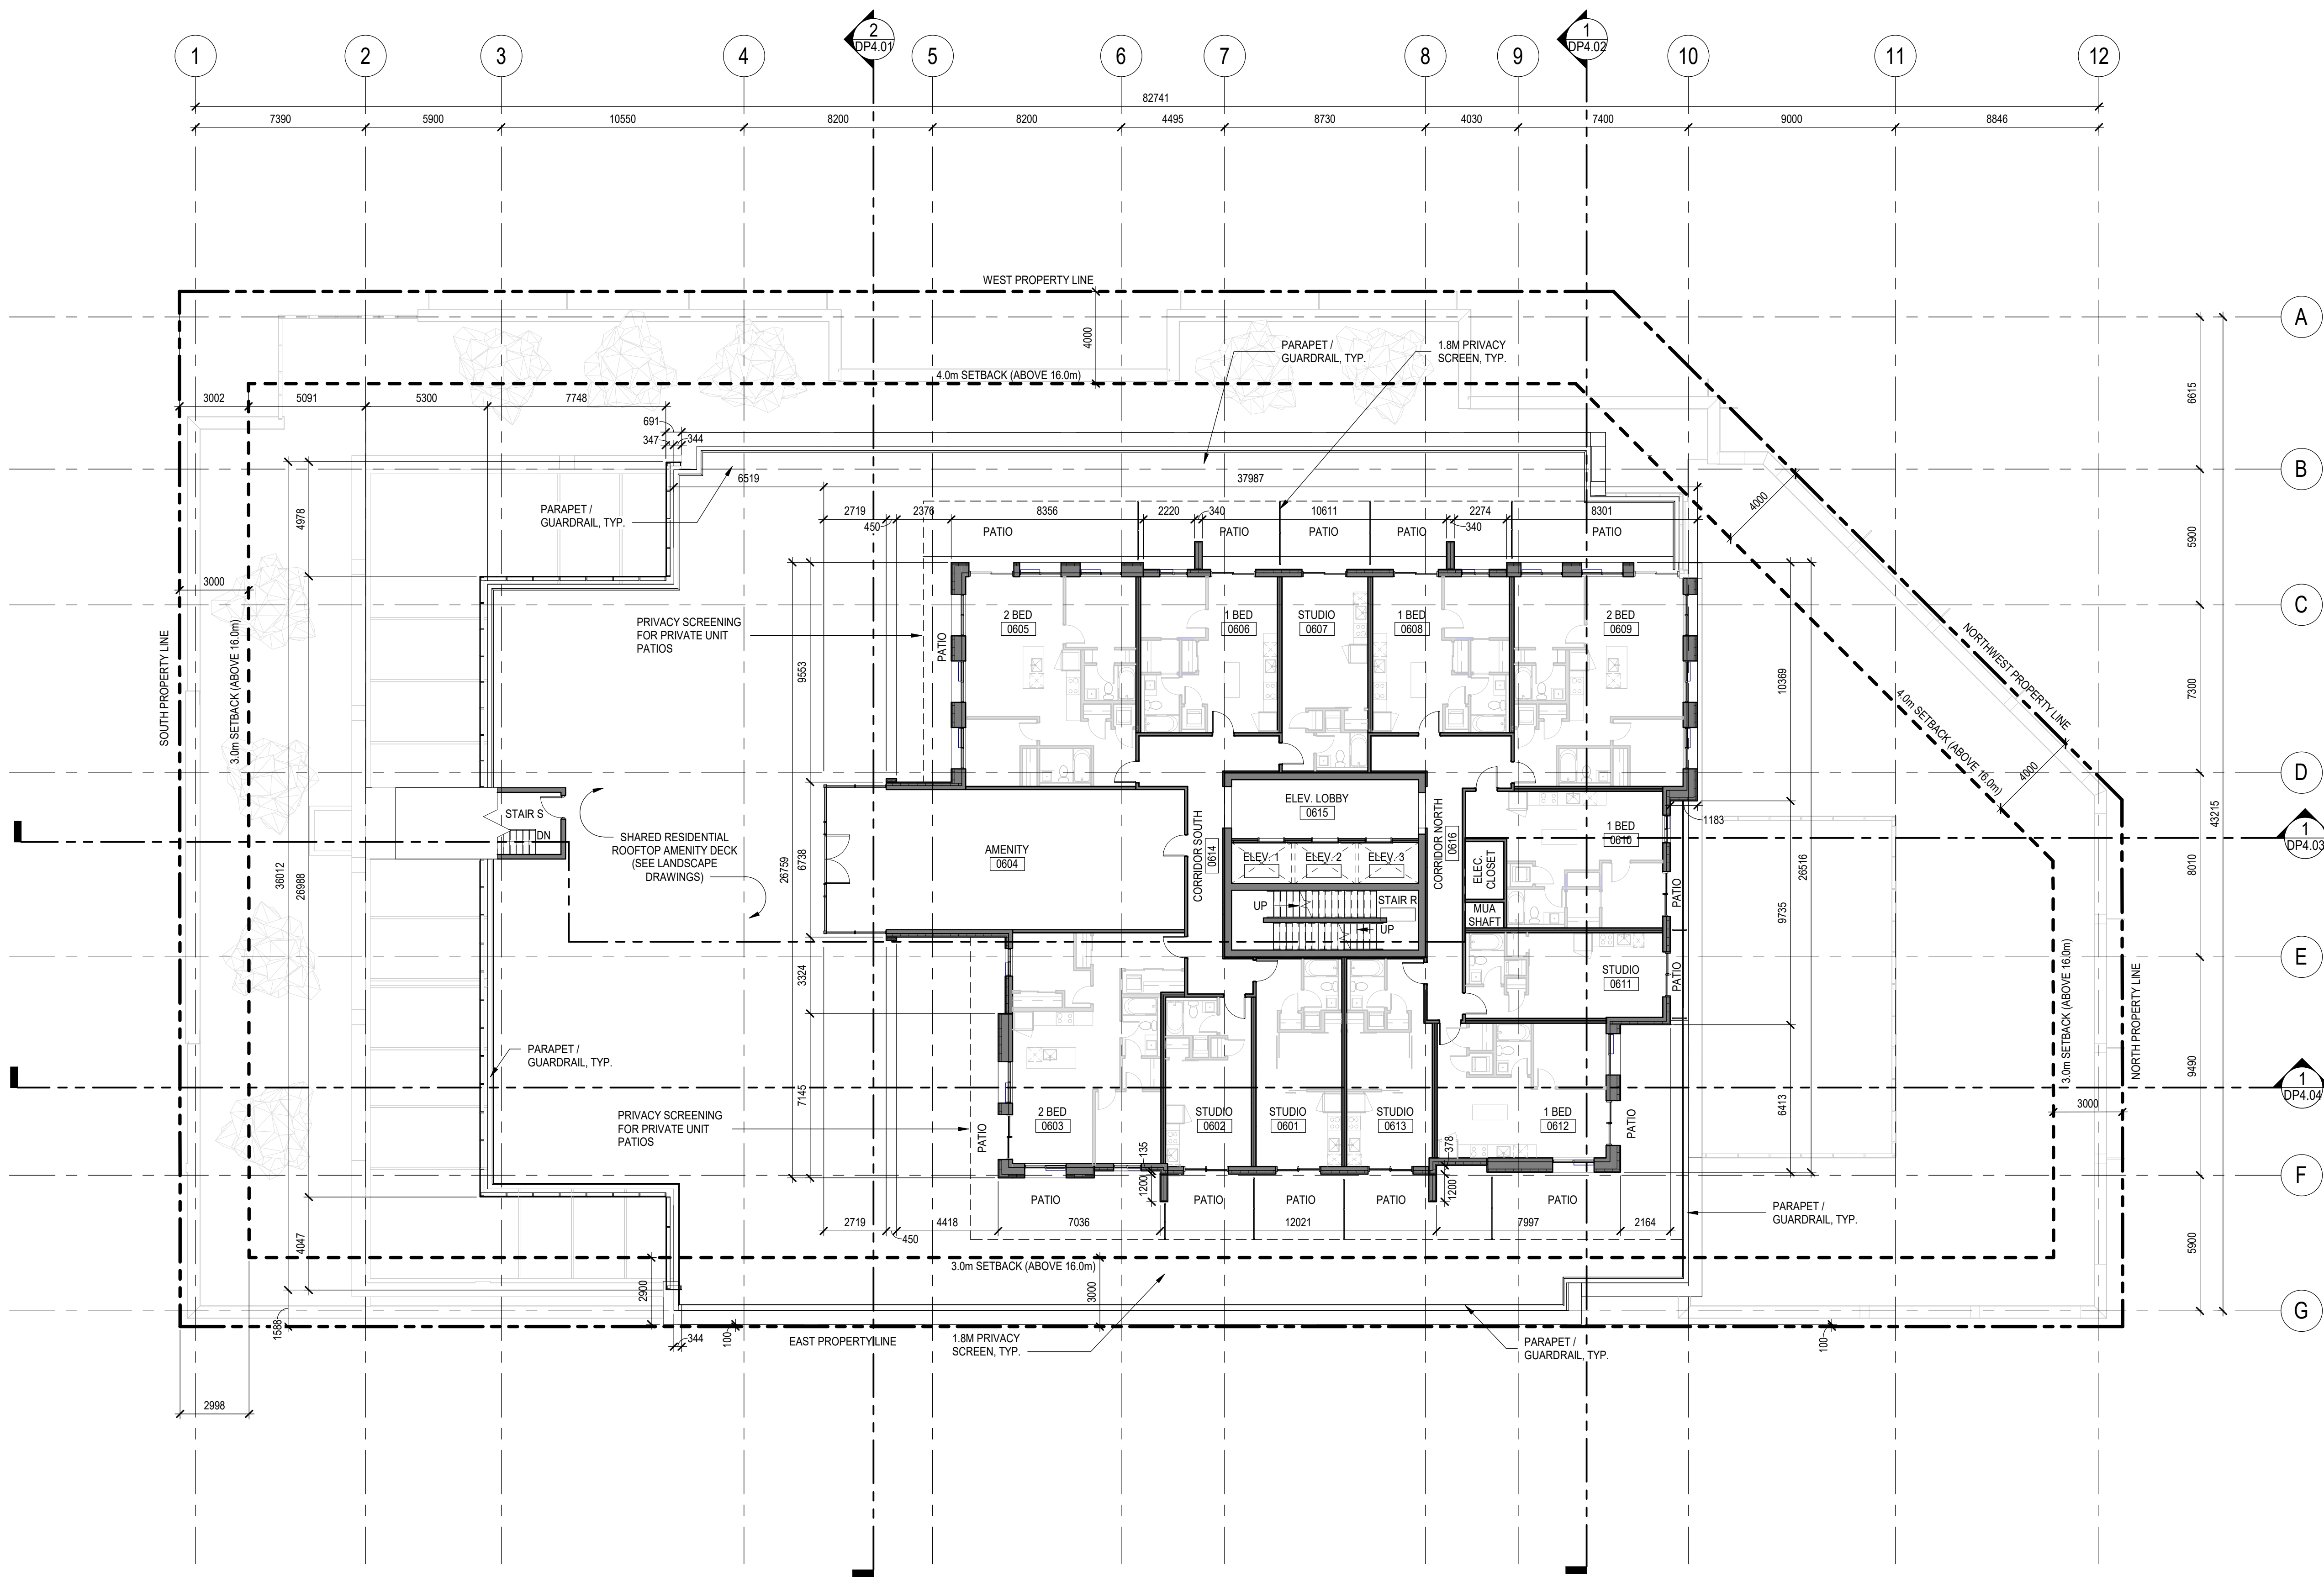 2
DP4.01
1
DP4.02
1
2
3
4
5
6
7
8
9
10
11
12
82741
7390
5900
10550
8200
8200
4495
8730
4030
7400
9000
8846
WEST PROPERTY LINE
A
4000
PARAPET /
GUARDRAIL, TYP.
1.8M PRIVACY
SCREEN, TYP.
4.0m SETBACK (ABOVE 16.0m)
6615
3002
5091
5300
7748
691
347
344
B
6519
37987
4000
PARAPET /
GUARDRAIL, TYP.
4978
2719
450
2376
8356
2220
340
10611
340
2274
8301
PATIO
PATIO
PATIO
PATIO
PATIO
5900
3000
C
SOUTH PROPERTY LINE
3.0m SETBACK (ABOVE 16.0m)
PRIVACY SCREENING
FOR PRIVATE UNIT
PATIOS
PATIO
2 BED
0605
1 BED
0606
STUDIO
0607
1 BED
0608
2 BED
0609
NORTHWEST PROPERTY LINE
4.0m SETBACK (ABOVE 16.0m)
9553
10369
7300
4000
D
43215
STAIR S
DN
ELEV. LOBBY
0615
1183
SHARED RESIDENTIAL
ROOFTOP AMENITY DECK
(SEE LANDSCAPE
DRAWINGS)
AMENITY
0604
CORRIDOR SOUTH
0614
ELEV. 1
ELEV. 2
ELEV. 3
CORRIDOR NORTH
0616
ELEC.
CLOSET
1 BED
0610
PATIO
1
DP4.03
36012
26988
26759
6738
26516
8010
UP
STAIR R
UP
MUA
SHAFT
9735
E
3324
STUDIO
0611
PATIO
3.0m SETBACK (ABOVE 16.0m)
NORTH PROPERTY LINE
PARAPET /
GUARDRAIL, TYP.
7145
9490
1
DP4.04
PRIVACY SCREENING
FOR PRIVATE UNIT
PATIOS
PATIO
2 BED
0603
STUDIO
0602
STUDIO
0601
STUDIO
0613
1 BED
0612
PATIO
6413
3000
135
378
1200
1200
F
PATIO
PATIO
PATIO
PATIO
PATIO
PARAPET /
GUARDRAIL, TYP.
2719
450
4418
7036
12021
7997
2164
4047
5900
3.0m SETBACK (ABOVE 16.0m)
2900
3000
G
1588
344
100
EAST PROPERTY LINE
1.8M PRIVACY
SCREEN, TYP.
PARAPET /
GUARDRAIL, TYP.
100
2998